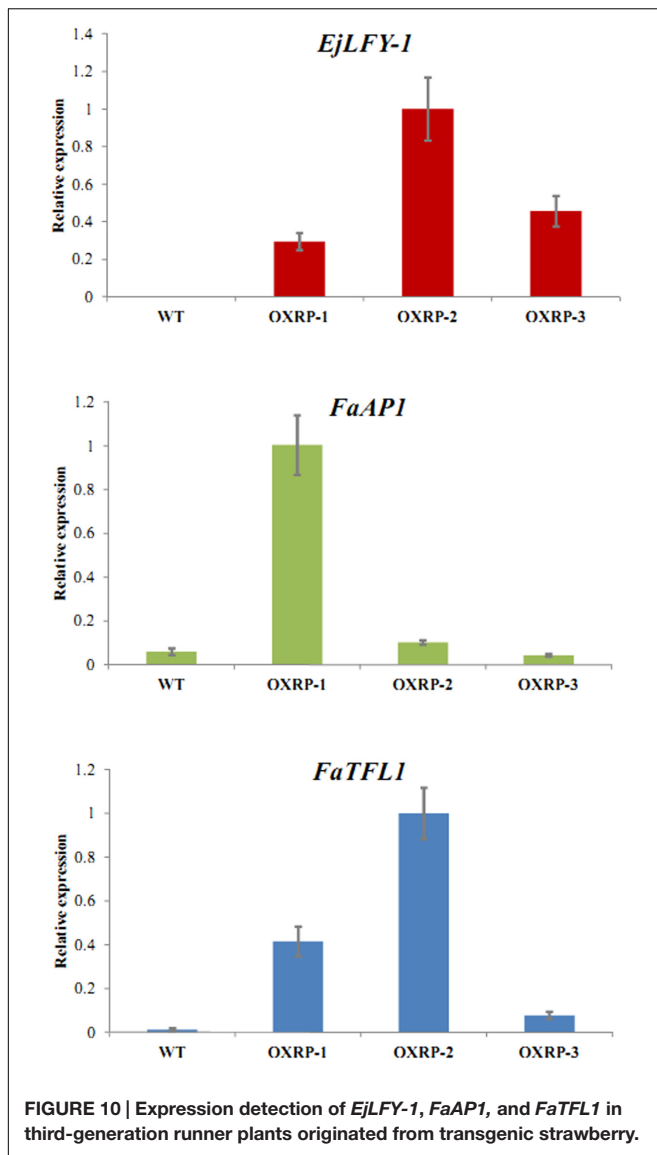 EjLFY-1
Relative expression
1.4
1.2
1
0.8
0.6
0.4
0.2
0
WT OXRP-1 OXRP-2 OXRP-3
FaAP1
Relative expression
1.2
1
0.8
0.6
0.4
0.2
0
WT OXRP-1 OXRP-2 OXRP-3
FaTFL1
Relative expression
1.2
1
0.8
0.6
0.4
0.2
0
WT OXRP-1 OXRP-2 OXRP-3
FIGURE 10 | Expression detection of EjLFY-1, FaAP1, and FaTFL1 in
third-generation runner plants originated from transgenic strawberry.